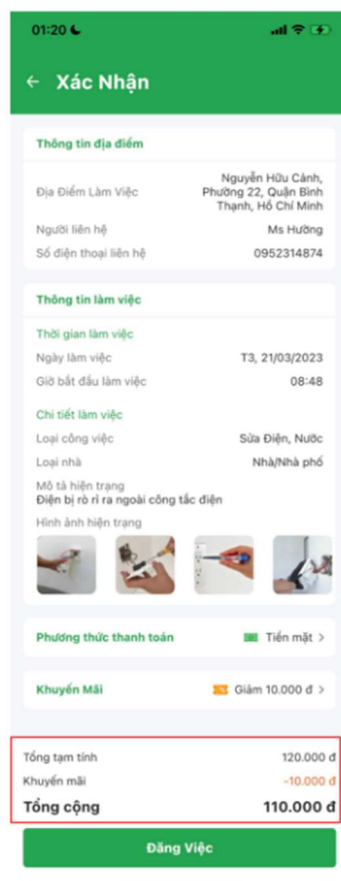 01:20
Xác Nhận
Thông tin địa điểm
Địa Điểm Làm Việc
Nguyễn Hữu Cảnh,
Phường 22, Quận Bình
Thạnh, Hồ Chí Minh
Người liên hệ Ms Hường
Số điện thoại liên hệ 0952314874
Thông tin làm việc
Thời gian làm việc
Ngày làm việc T3, 21/03/2023
Giờ bắt đầu làm việc 08:48
Chi tiết làm việc
Loại công việc Sửa Điện, Nước
Loại nhà Nhà/Nhà phố
Mô tả hiện trạng
Điện bị rò rỉ ra ngoài công tắc điện
Hình ảnh hiện trạng
Phương thức thanh toán Tiền mặt >
Khuyến Mãi Giảm 10.000 đ >
Tổng tạm tính 120.000 đ
Khuyến mãi -10.000 đ
Tổng cộng 110.000 đ
Đăng Việc